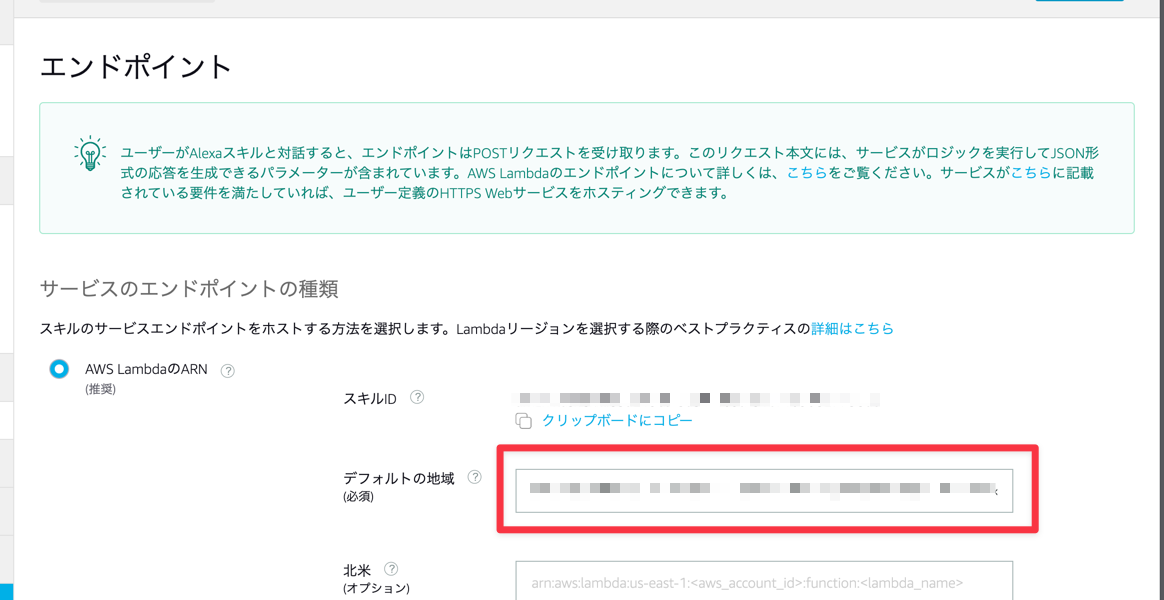 エンドポイント
ユーザーがAlexaスキルと対話すると、エンドポイントはPOSTリクエストを受け取ります。このリクエスト本文には、サービスがロジックを実行してJSON形
式の応答を生成できるパラメーターが含まれています。AWS Lambdaのエンドポイントについて詳しくは、こちらをご覧ください。サービスがこちらに記載
されている要件を満たしていれば、ユーザー定義のHTTPS Webサービスをホスティングできます。
サービスのエンドポイントの種類
スキルのサービスエンドポイントをホストする方法を選択します。Lambdaリージョンを選択する際のベストプラクティスの詳細はこちら
AWS LambdaのARN ?
(推奨)
スキルID ?
クリップボードにコピー
デフォルトの地域 ?
(必須)
北米 ?
(オプション)
arn:aws:lambda:us-east-1:<aws_account_id>:function:<lambda_name>